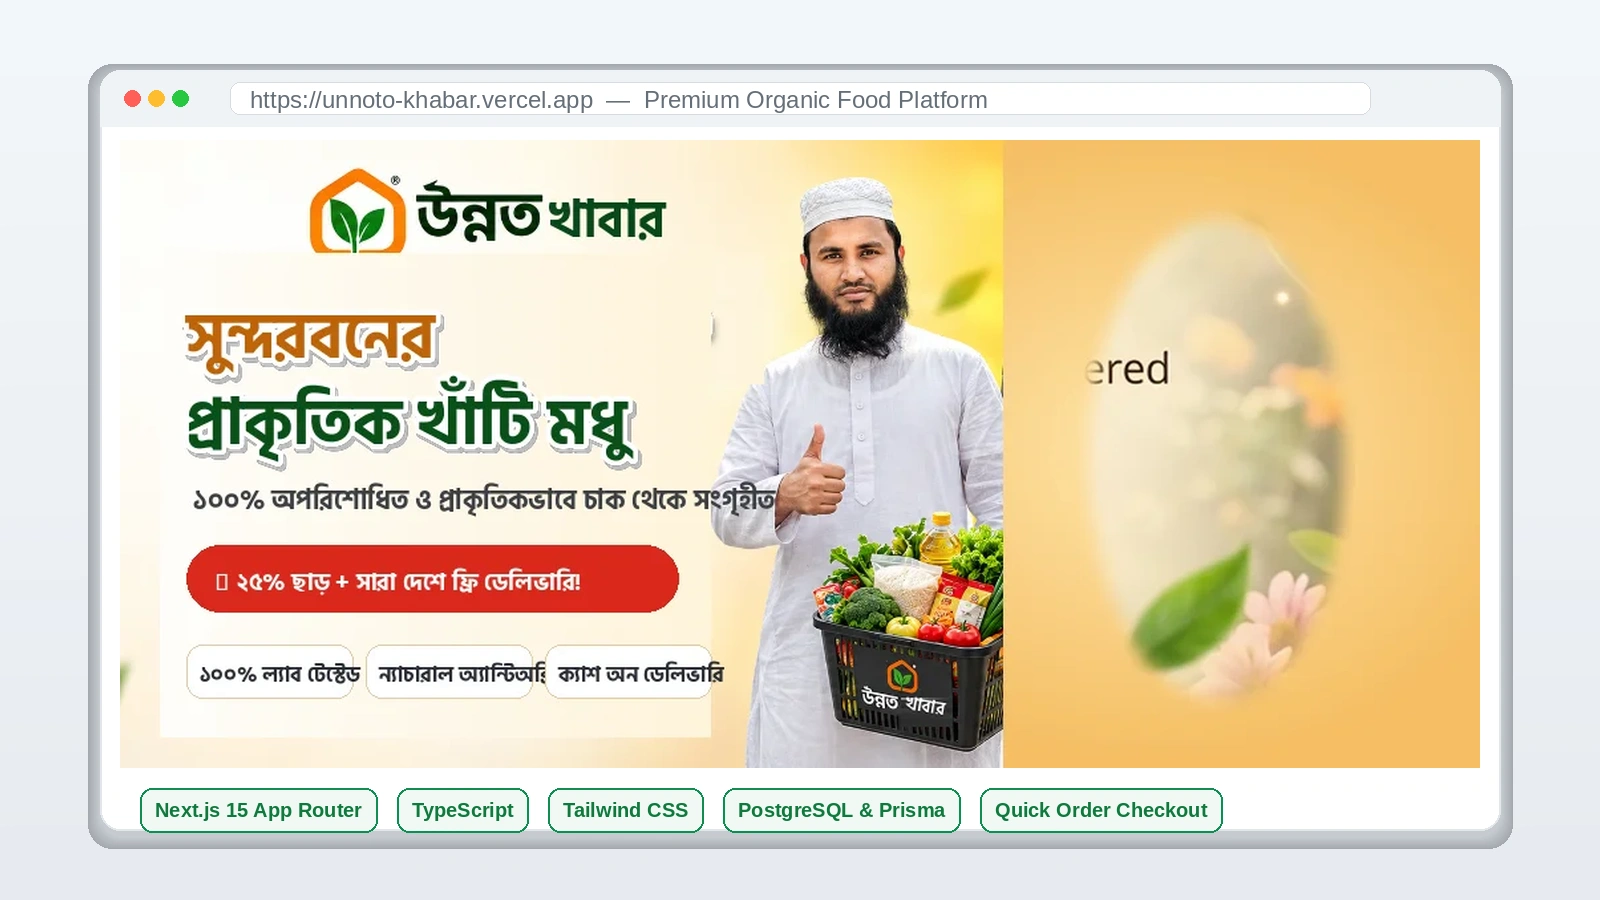 https://unnoto-khabar.vercel.app — Premium Organic Food Platform
®
উন্নত খাবার
সুন্দরবনের
প্রাকৃতিক খাঁটি মধু
ered
১০০% অপরিশোধিত ও প্রাকৃতিকভাবে চাক থেকে সংগৃহীত
২৫% ছাড় + সারা দেশে ফ্রি ডেলিভারি!
১০০% ল্যাব টেস্টেড
ন্যাচারাল অ্যান্টিঅক্সি
ক্যাশ অন ডেলিভারি
উন্নত খাবার
Next.js 15 App Router
TypeScript
Tailwind CSS
PostgreSQL & Prisma
Quick Order Checkout